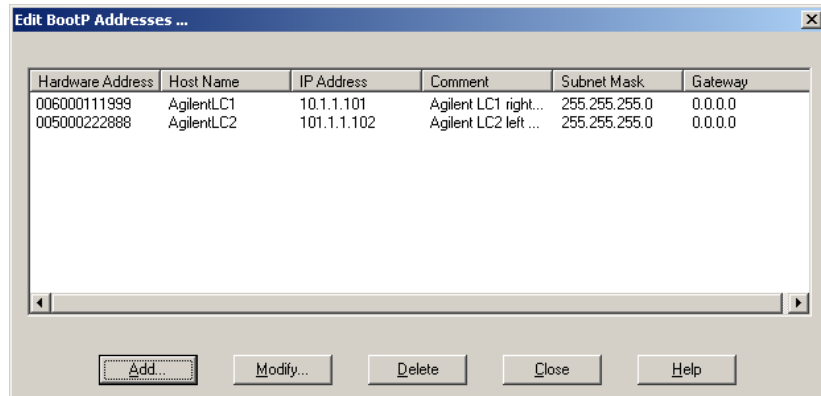 Edit BootP Addresses ...
Hardware Address Host Name IP Address Comment Subnet Mask Gateway
006000111999 AgilentLC1 10.1.1.101 Agilent LC1 right... 255.255.255.0 0.0.0.0
005000222888 AgilentLC2 101.1.1.102 Agilent LC2 left ... 255.255.255.0 0.0.0.0
Add... Modify... Delete Close Help